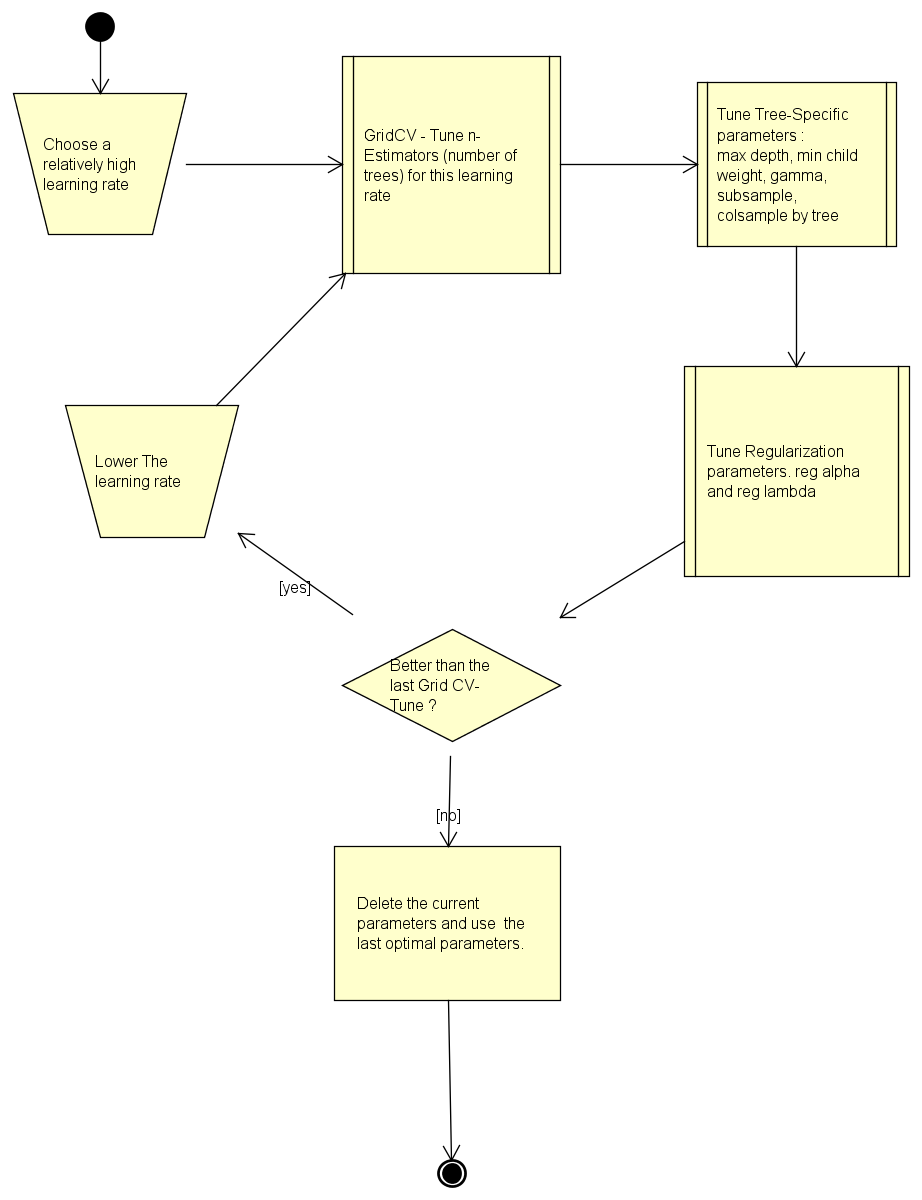 Choose a
relatively high
learning rate
GridCV - Tune n-
Estimators (number of
trees) for this learning
rate
Tune Tree-Specific
parameters :
max depth, min child
weight, gamma,
subsample,
colsample by tree
Lower The
learning rate
Tune Regularization
parameters. reg alpha
and reg lambda
[yes]
Better than the
last Grid CV-
Tune ?
[no]
Delete the current
parameters and use  the
last optimal parameters.